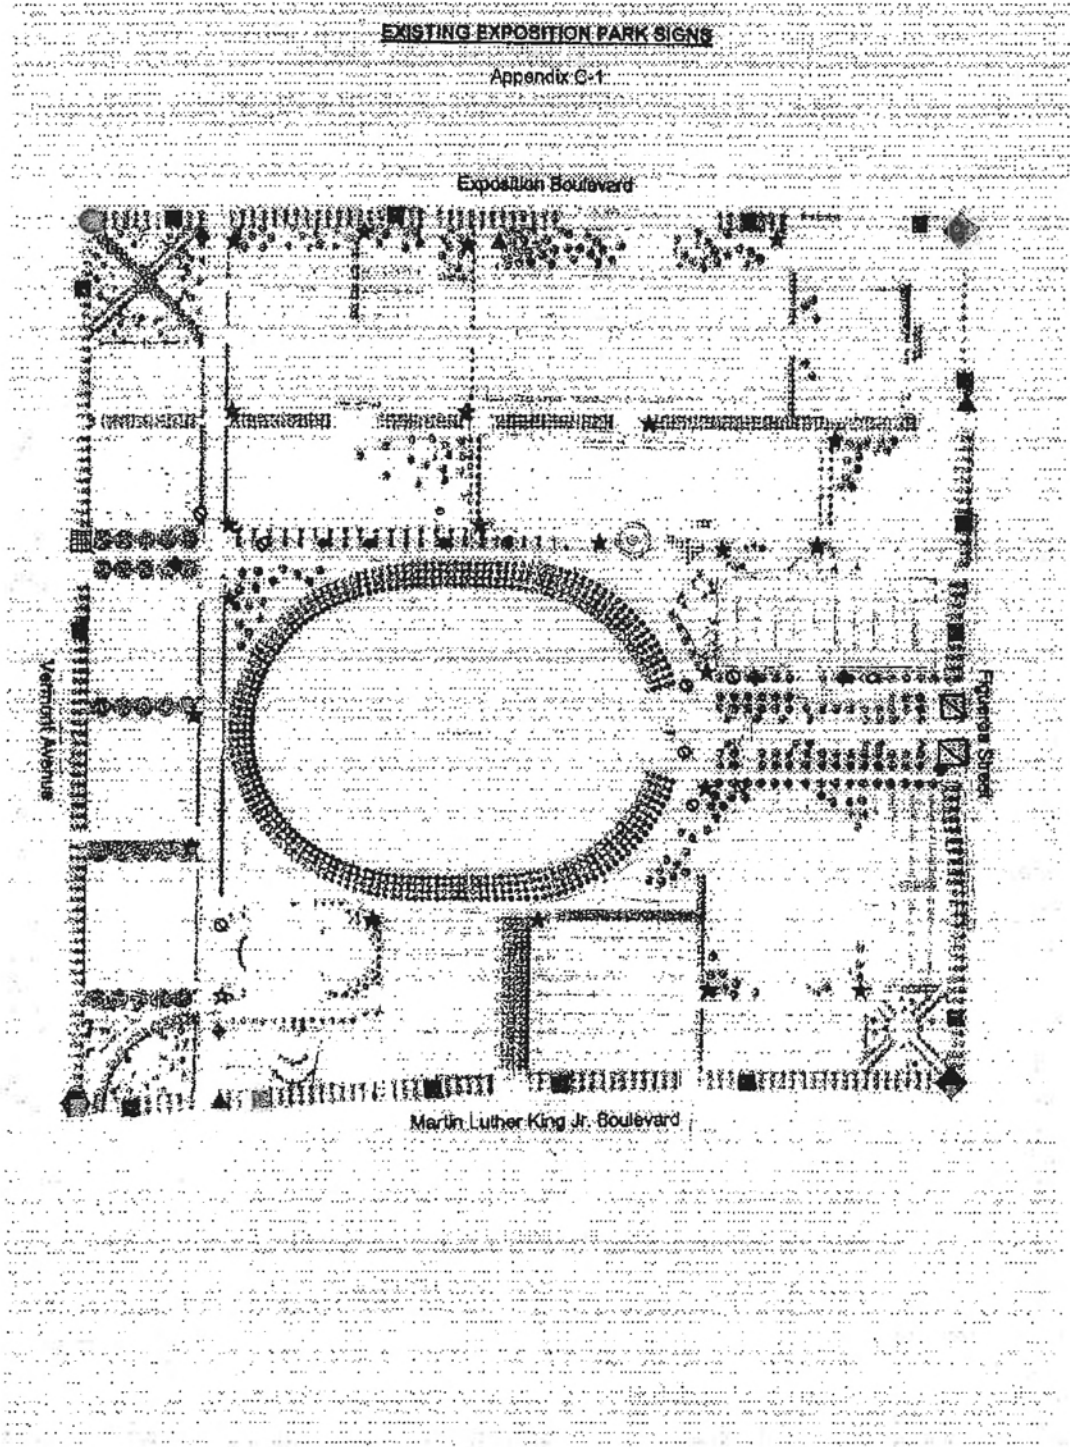 EXISTING EXPOSITION PARK SIGNS
Appendix C-1
Exposition Boulevard
Vermont Avenue
Figueroa Street
Martin Luther King Jr. Boulevard